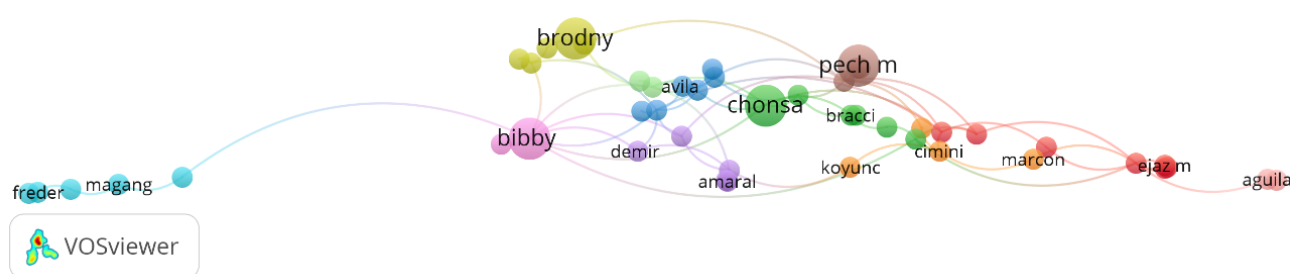 brodny
pech m
avila
chonsa
bracci
bibby
demir
cimini
koyunc
marcon
ejaz m
amaral
aguila
freder
magang
VOSviewer